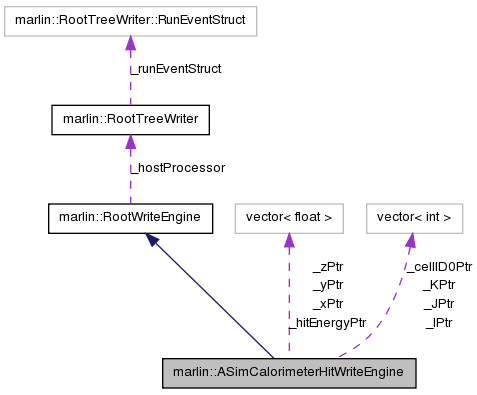 marlin::RootTreeWriter::RunEventStruct
_runEventStruct
marlin::RootTreeWriter
_hostProcessor
marlin::RootWriteEngine
vector< float >
vector< int >
_zPtr
_yPtr
_xPtr
_hitEnergyPtr
_cellID0Ptr
_KPtr
_JPtr
_IPtr
marlin::ASimCalorimeterHitWriteEngine